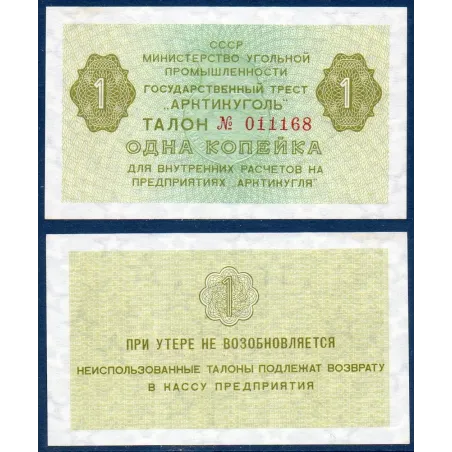 СССР
МИНИСТЕРСТВО УГОЛЬНОЙ
ПРОМЫШЛЕННОСТИ
ГОСУДАРСТВЕННЫЙ ТРЕСТ
„АРКТИКУГОЛЬ"
1 1
ТАЛОН № 011168
ОДНА КОПЕЙКА
ДЛЯ ВНУТРЕННИХ РАСЧЕТОВ НА
ПРЕДПРИЯТИЯХ „АРКТИКУГЛЯ"
1
ПРИ УТЕРЕ НЕ ВОЗОБНОВЛЯЕТСЯ
НЕИСПОЛЬЗОВАННЫЕ ТАЛОНЫ ПОДЛЕЖАТ ВОЗВРАТУ
В КАССУ ПРЕДПРИЯТИЯ